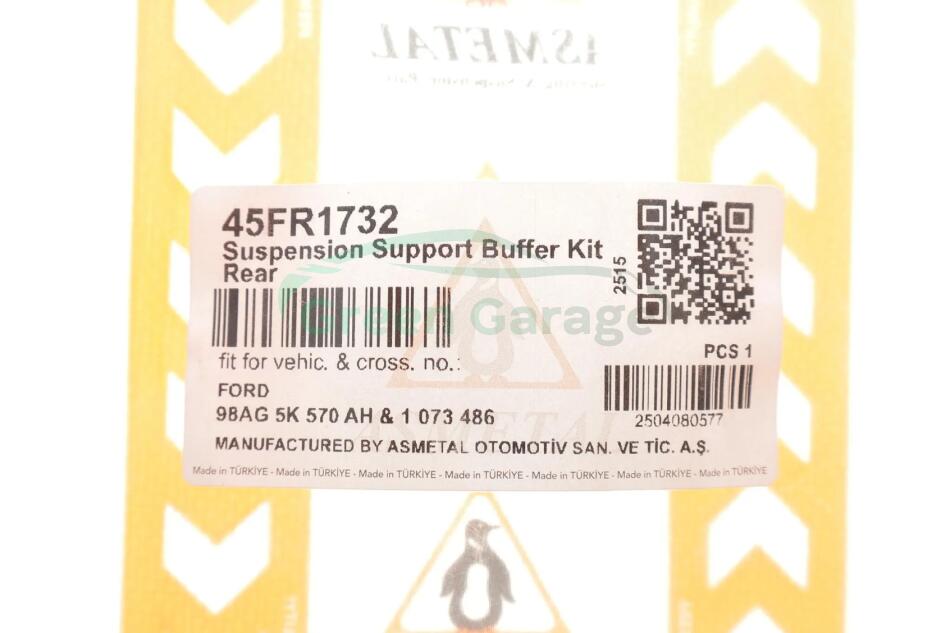 ASMETAL
45FR1732
Suspension Support Buffer Kit
Rear
2515
Green Garage
fit for vehic. & cross. no.:
PCS 1
FORD
98AG 5K 570 AH & 1 073 486
2504080577
ASMETAL
MANUFACTURED BY ASMETAL OTOMOTİV SAN. VE TİC. A.Ş.
Made in TÜRKİYE - Made in TÜRKİYE - Made in TÜRKİYE - Made in TÜRKİYE - Made in TÜRKİYE - Made in TÜRKİYE - Made in TÜRKİYE